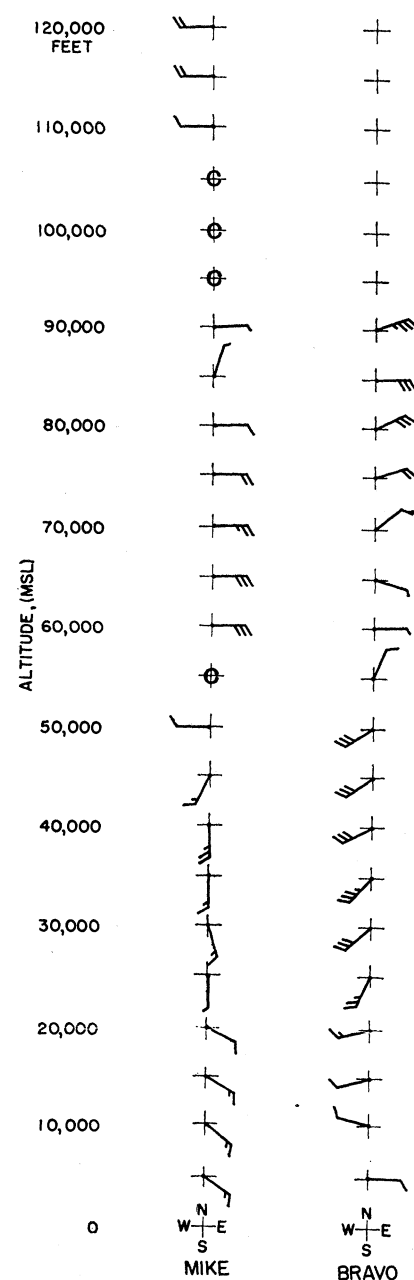 120,000
FEET
110,000
C
100,000
C
C
90,000
80,000
70,000
ALTITUDE, (MSL)
60,000
50,000
40,000
30,000
20,000
10,000
0
N
W E
S
MIKE
N
W E
S
BRAVO